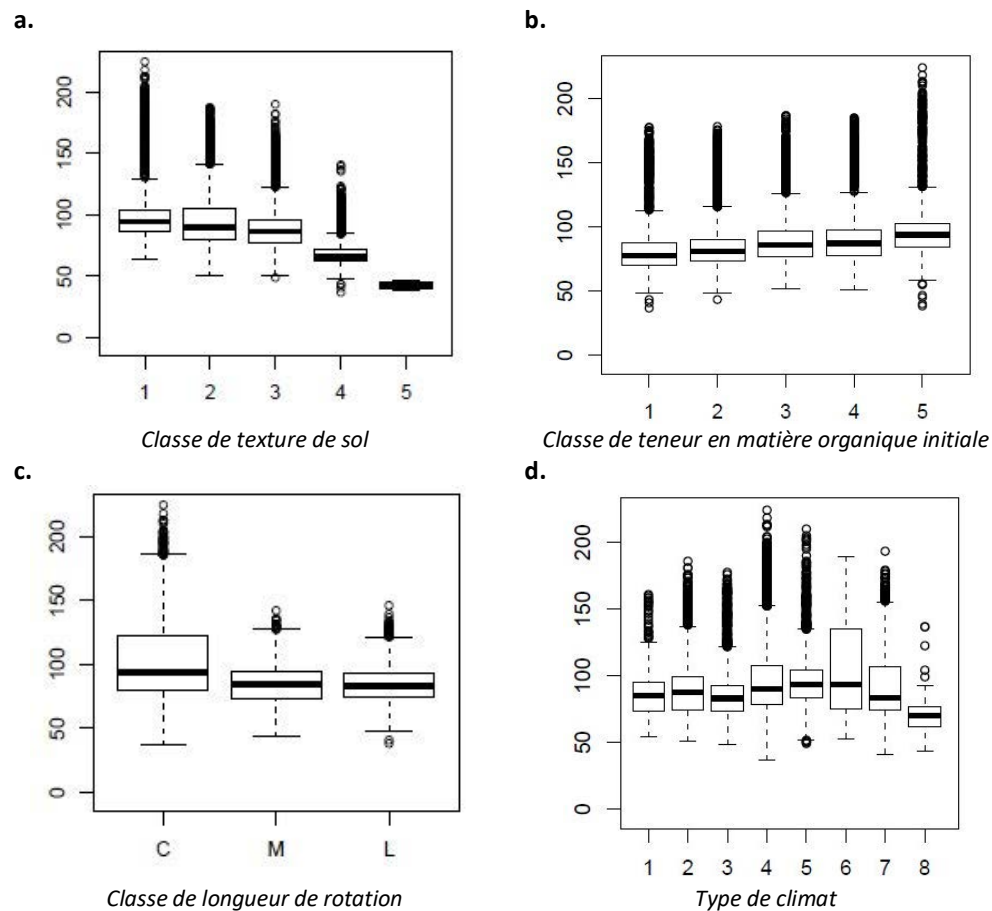 a.
200
150
100
50
0
1 2 3 4 5
Classe de texture de sol
b.
200
150
100
50
0
1 2 3 4 5
Classe de teneur en matière organique initiale
c.
200
150
100
50
0
C M L
Classe de longueur de rotation
d.
200
150
100
50
0
1 2 3 4 5 6 7 8
Type de climat